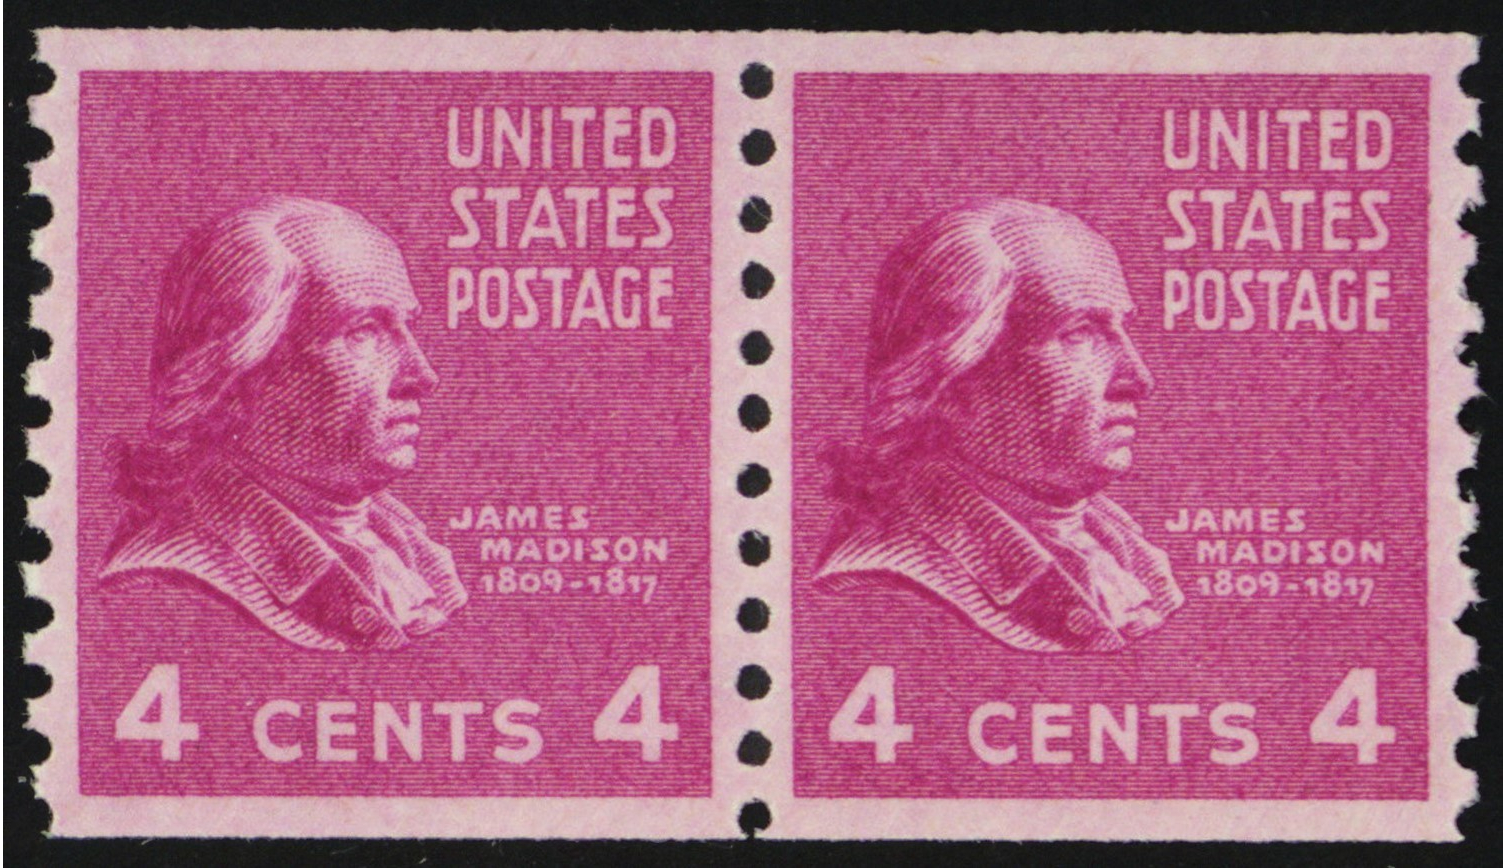 UNITED
STATES
POSTAGE
JAMES
MADISON
1809-1817
4 CENTS 4
UNITED
STATES
POSTAGE
JAMES
MADISON
1809-1817
4 CENTS 4